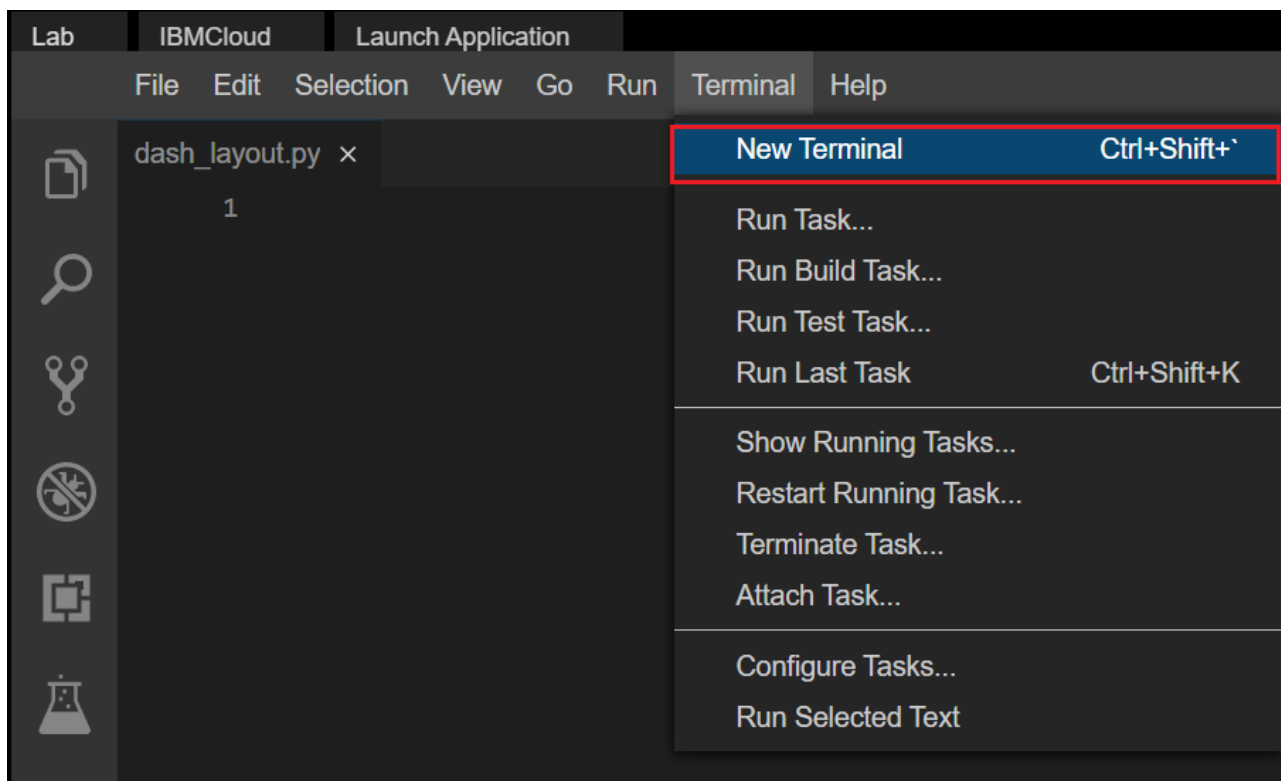 Lab IBMCloud Launch Application
File Edit Selection View Go Run Terminal Help
dash_layout.py ×
1
New Terminal Ctrl+Shift+`
Run Task...
Run Build Task...
Run Test Task...
Run Last Task Ctrl+Shift+K
Show Running Tasks...
Restart Running Task...
Terminate Task...
Attach Task...
Configure Tasks...
Run Selected Text